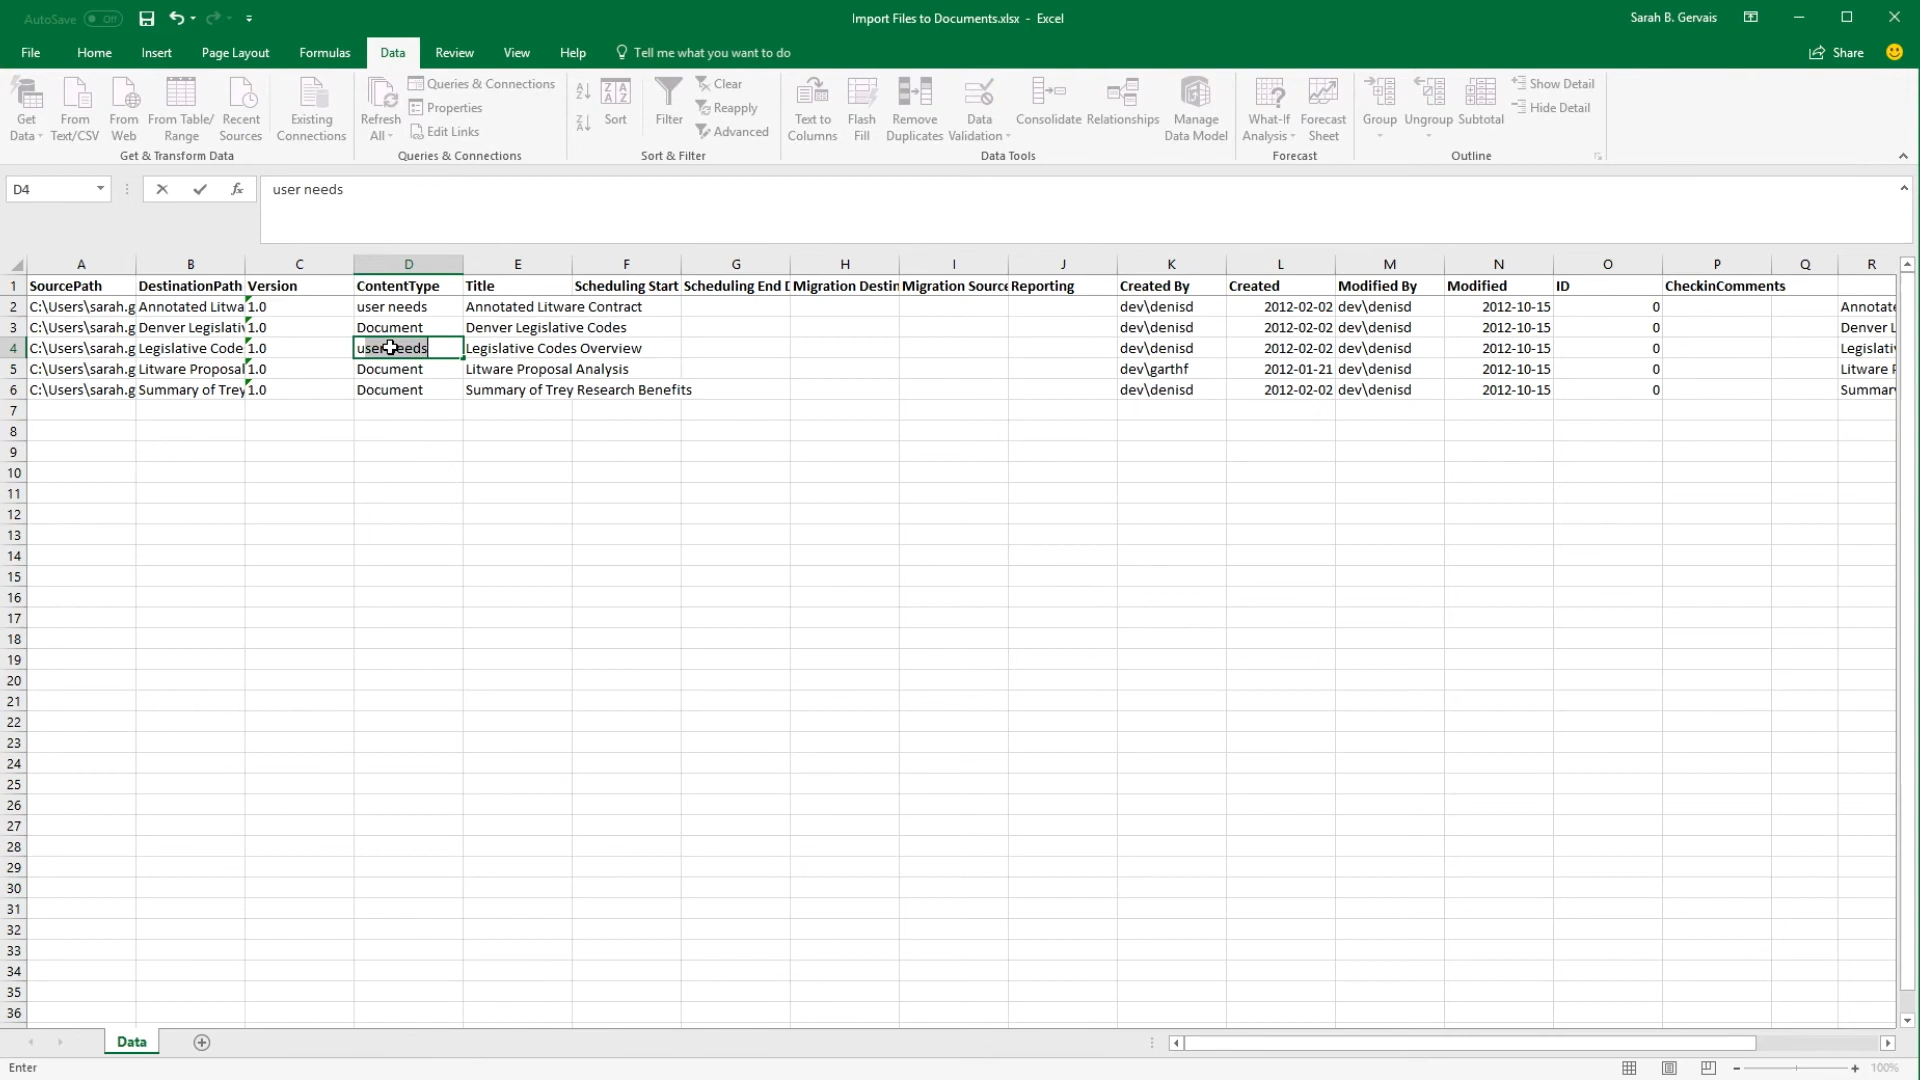 AutoSave Off
Import Files to Documents.xlsx - Excel
Sarah B. Gervais
File Home Insert Page Layout Formulas Data Review View Help Tell me what you want to do
Share
Get Data
From Text/CSV
From Web
From Table/ Range
Recent Sources
Existing Connections
Get & Transform Data
Refresh All
Queries & Connections
Properties
Edit Links
Queries & Connections
Sort
Filter
Clear
Reapply
Advanced
Sort & Filter
Text to Columns
Flash Fill
Remove Duplicates
Data Validation
Consolidate
Relationships
Manage Data Model
Data Tools
What-If Analysis
Forecast Sheet
Forecast
Group
Ungroup
Subtotal
Show Detail
Hide Detail
Outline
D4 fx user needs
A B C D E F G H I J K L M N O P Q R
1 SourcePath DestinationPath Version ContentType Title Scheduling Start Scheduling End D Migration Destin Migration Source Reporting Created By Created Modified By Modified ID CheckinComments
2 C:\Users\sarah.g Annotated Litwa 1.0 user needs Annotated Litware Contract dev\denisd 2012-02-02 dev\denisd 2012-10-15 0 Annotate
3 C:\Users\sarah.g Denver Legislativ 1.0 Document Denver Legislative Codes dev\denisd 2012-02-02 dev\denisd 2012-10-15 0 Denver L
4 C:\Users\sarah.g Legislative Code 1.0 user needs Legislative Codes Overview dev\denisd 2012-02-02 dev\denisd 2012-10-15 0 Legislativ
5 C:\Users\sarah.g Litware Proposal 1.0 Document Litware Proposal Analysis dev\garthf 2012-01-21 dev\denisd 2012-10-15 0 Litware P
6 C:\Users\sarah.g Summary of Trey 1.0 Document Summary of Trey Research Benefits dev\denisd 2012-02-02 dev\denisd 2012-10-15 0 Summar
7
8
9
10
11
12
13
14
15
16
17
18
19
20
21
22
23
24
25
26
27
28
29
30
31
32
33
34
35
36
Data
Enter
100%